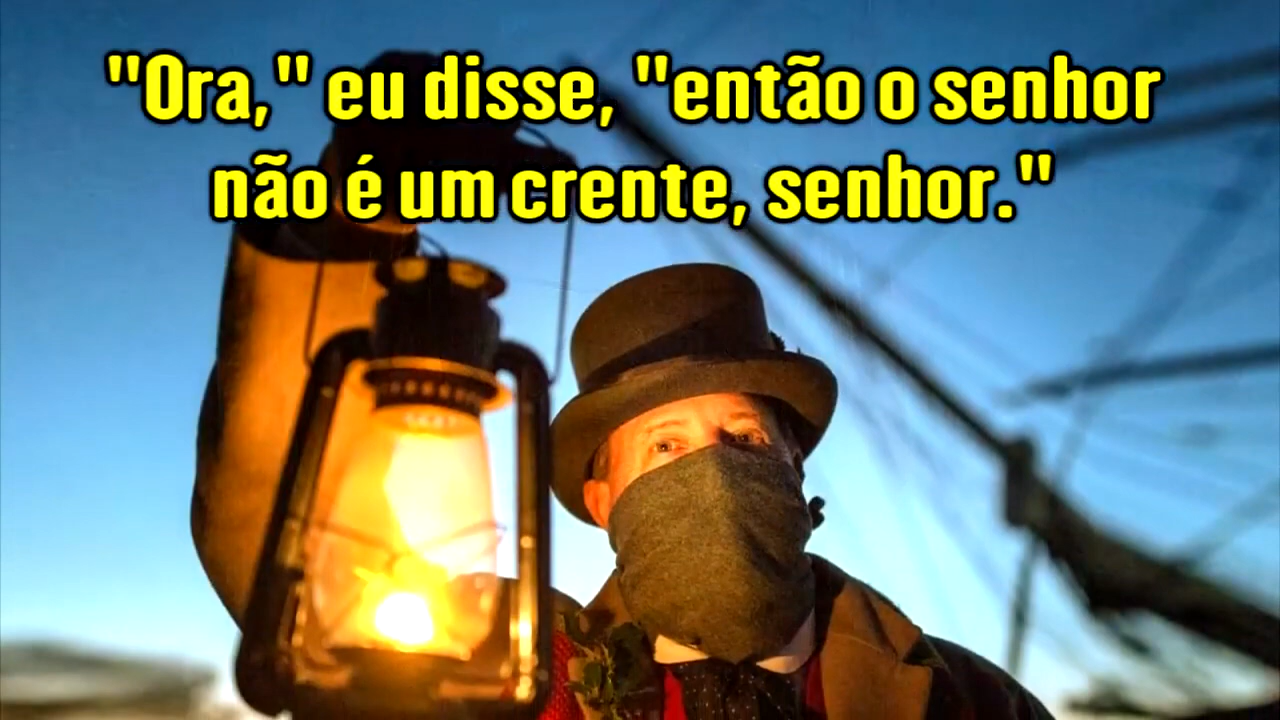 "Ora," eu disse, "então o senhor
não é um crente, senhor."